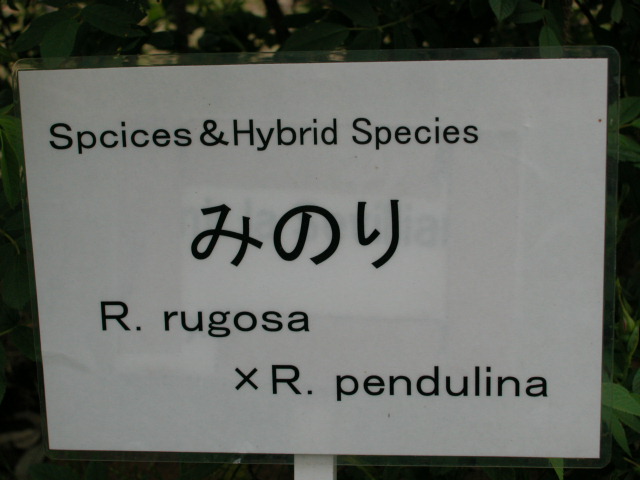 Spcices＆Hybrid Species
みのり
R. rugosa
×R. pendulina